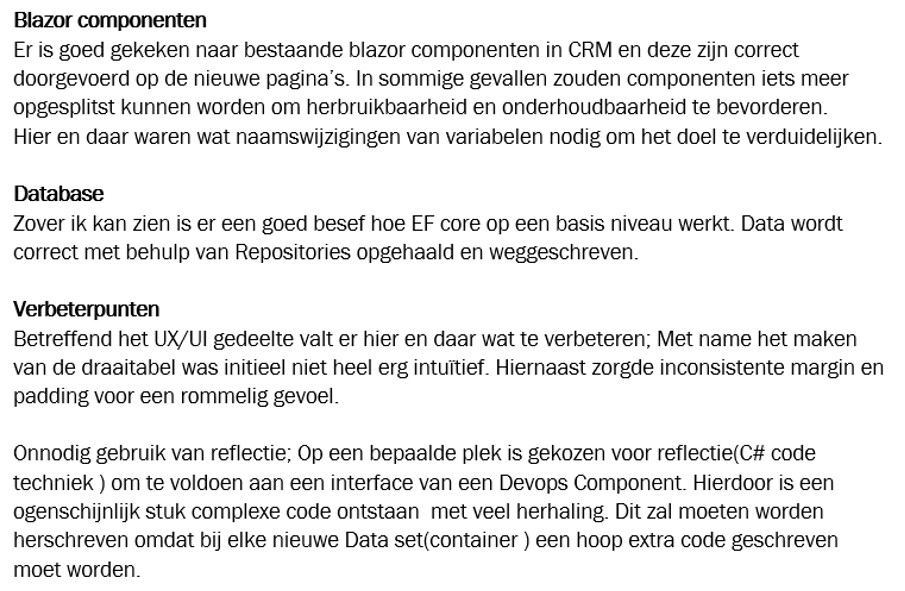 Blazor componenten
Er is goed gekeken naar bestaande blazor componenten in CRM en deze zijn correct
doorgevoerd op de nieuwe pagina's. In sommige gevallen zouden componenten iets meer
opgesplitst kunnen worden om herbruikbaarheid en onderhoudbaarheid te bevorderen.
Hier en daar waren wat naamswijzigingen van variabelen nodig om het doel te verduidelijken.
Database
Zover ik kan zien is er een goed besef hoe EF core op een basis niveau werkt. Data wordt
correct met behulp van Repositories opgehaald en weggeschreven.
Verbeterpunten
Betreffend het UX/UI gedeelte valt er hier en daar wat te verbeteren; Met name het maken
van de draaitabel was initieel niet heel erg intuïtief. Hiernaast zorgde inconsistente margin en
padding voor een rommelig gevoel.
Onnodig gebruik van reflectie; Op een bepaalde plek is gekozen voor reflectie(C# code
techniek ) om te voldoen aan een interface van een Devops Component. Hierdoor is een
ogenschijnlijk stuk complexe code ontstaan  met veel herhaling. Dit zal moeten worden
herschreven omdat bij elke nieuwe Data set(container ) een hoop extra code geschreven
moet worden.